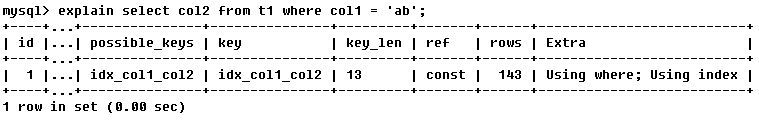 mysql> explain select col2 from t1 where col1 = 'ab';
+----+...+---------------+---------------+---------+-------+------+--------------------------+
| id |...| possible_keys | key           | key_len | ref   | rows | Extra                    |
+----+...+---------------+---------------+---------+-------+------+--------------------------+
|  1 |...| idx_col1_col2 | idx_col1_col2 | 13      | const |  143 | Using where; Using index |
+----+...+---------------+---------------+---------+-------+------+--------------------------+
1 row in set (0.00 sec)